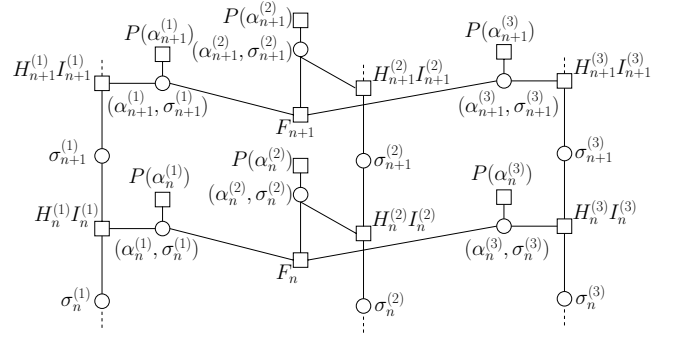 P(α_{n+1}^{(1)})
P(α_{n+1}^{(2)})
P(α_{n+1}^{(3)})
(α_{n+1}^{(2)}, σ_{n+1}^{(2)})
H_{n+1}^{(1)} I_{n+1}^{(1)}
H_{n+1}^{(2)} I_{n+1}^{(2)}
H_{n+1}^{(3)} I_{n+1}^{(3)}
(α_{n+1}^{(1)}, σ_{n+1}^{(1)})
(α_{n+1}^{(3)}, σ_{n+1}^{(3)})
F_{n+1}
σ_{n+1}^{(1)}
σ_{n+1}^{(2)}
σ_{n+1}^{(3)}
P(α_n^{(1)})
P(α_n^{(2)})
P(α_n^{(3)})
(α_n^{(2)}, σ_n^{(2)})
H_n^{(1)} I_n^{(1)}
H_n^{(2)} I_n^{(2)}
H_n^{(3)} I_n^{(3)}
(α_n^{(1)}, σ_n^{(1)})
(α_n^{(3)}, σ_n^{(3)})
F_n
σ_n^{(1)}
σ_n^{(2)}
σ_n^{(3)}